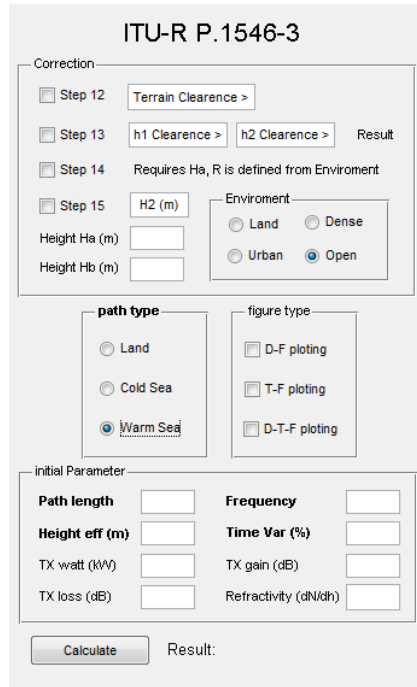 ITU-R P.1546-3
Correction
Step 12 Terrain Clearence >
Step 13 h1 Clearence > h2 Clearence > Result
Step 14 Requires Ha, R is defined from Enviroment
Step 15 H2 (m) Enviroment
Land Dense
Height Ha (m)
Urban Open
Height Hb (m)
path type figure type
Land D-F ploting
Cold Sea T-F ploting
Warm Sea D-T-F ploting
initial Parameter
Path length Frequency
Height eff (m) Time Var (%)
TX watt (kW) TX gain (dB)
TX loss (dB) Refractivity (dN/dh)
Calculate Result: